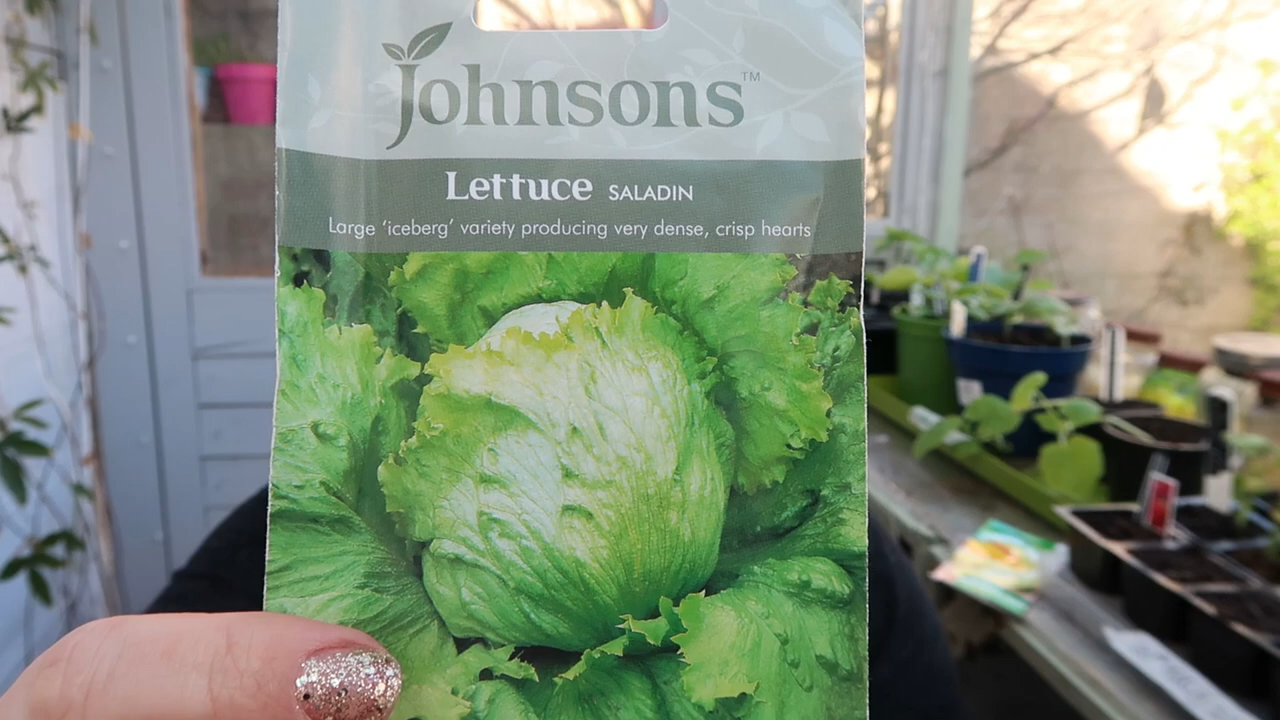 Johnsons™
Lettuce SALADIN
Large 'iceberg' variety producing very dense, crisp hearts